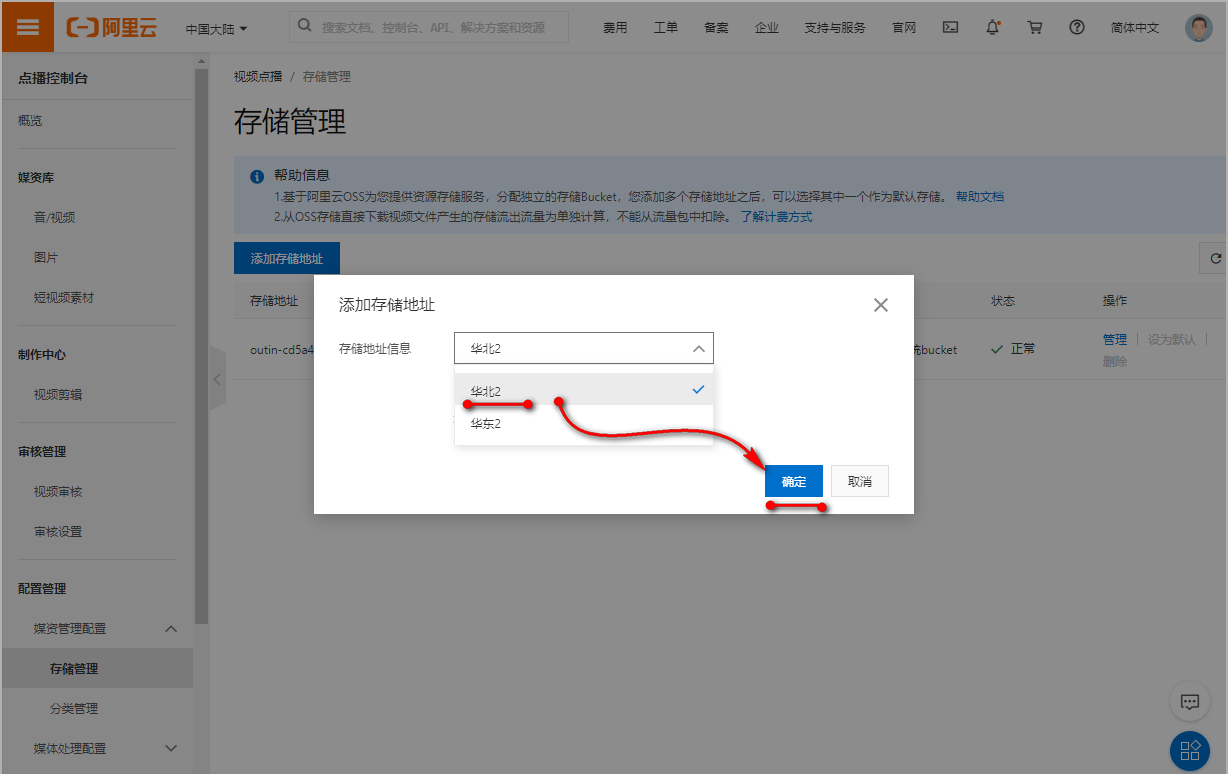 阿里云
中国大陆
搜索文档、控制台、API、解决方案和资源
费用
工单
备案
企业
支持与服务
官网
简体中文
点播控制台
概览
媒资库
音/视频
图片
短视频素材
制作中心
视频剪辑
审核管理
视频审核
审核设置
配置管理
媒资管理配置
存储管理
分类管理
媒体处理配置
视频点播 / 存储管理
存储管理
帮助信息
1.基于阿里云OSS为您提供资源存储服务，分配独立的存储Bucket，您添加多个存储地址之后，可以选择其中一个作为默认存储。 帮助文档
2.从OSS存储直接下载视频文件产生的存储流出流量为单独计算，不能从流量包中扣除。 了解计费方式
添加存储地址
存储地址
状态
操作
outin-cd5a4
bucket
正常
管理
设为默认
删除
添加存储地址
存储地址信息
华北2
华北2
华东2
确定
取消